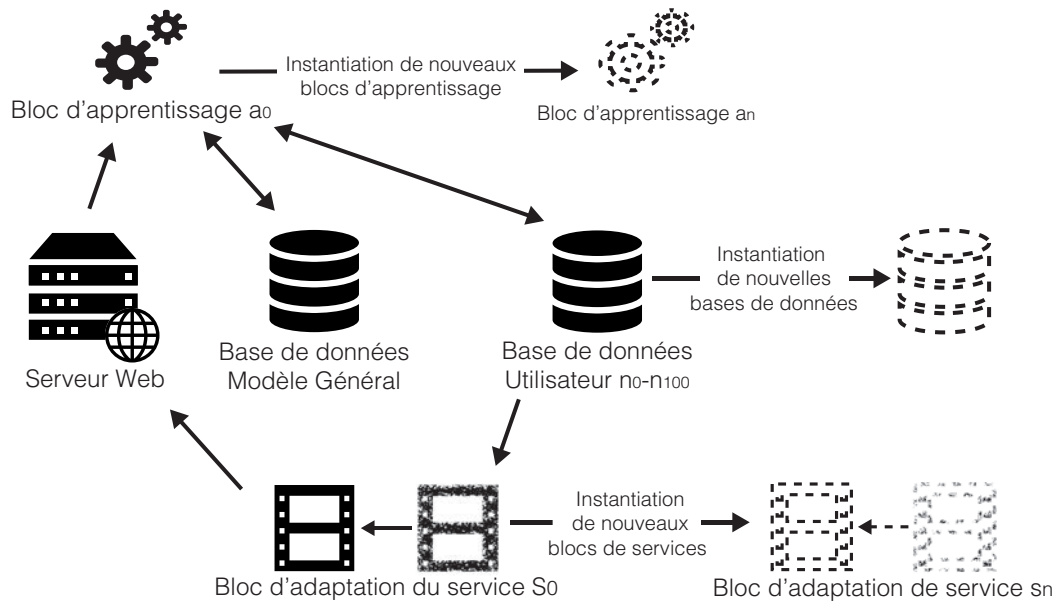 Instantiation de nouveaux
blocs d'apprentissage
Bloc d'apprentissage a0
Bloc d'apprentissage an
Instantiation
de nouvelles
bases de données
Serveur Web
Base de données
Modèle Général
Base de données
Utilisateur n0-n100
Instantiation
de nouveaux
blocs de services
Bloc d'adaptation du service S0
Bloc d'adaptation de service sn